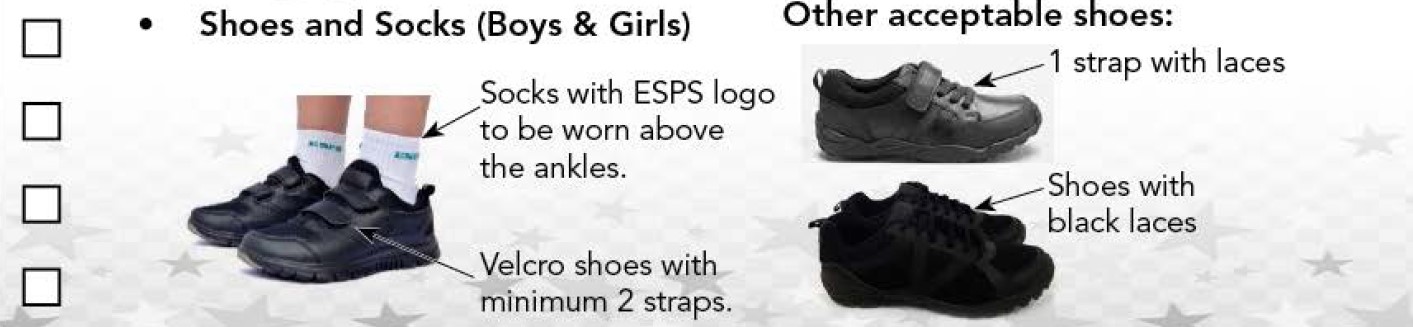 • Shoes and Socks (Boys & Girls)
Socks with ESPS logo
to be worn above
the ankles.
Velcro shoes with
minimum 2 straps.
Other acceptable shoes:
1 strap with laces
Shoes with
black laces